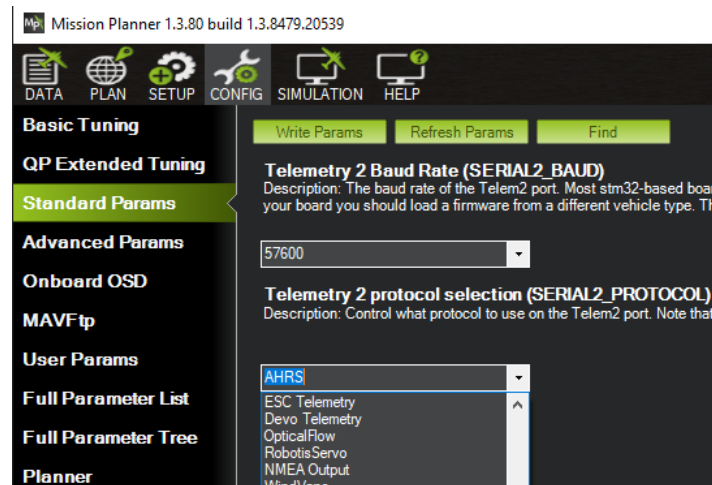 Mission Planner 1.3.80 build 1.3.8479.20539
DATA PLAN SETUP CONFIG SIMULATION HELP
Basic Tuning
QP Extended Tuning
Standard Params
Advanced Params
Onboard OSD
MAVFtp
User Params
Full Parameter List
Full Parameter Tree
Planner
Write Params Refresh Params Find
Telemetry 2 Baud Rate (SERIAL2_BAUD)
Description: The baud rate of the Telem2 port. Most stm32-based boar
your board you should load a firmware from a different vehicle type. Th
57600
Telemetry 2 protocol selection (SERIAL2_PROTOCOL)
Description: Control what protocol to use on the Telem2 port. Note that
AHRS
ESC Telemetry
Devo Telemetry
OpticalFlow
RobotisServo
NMEA Output
WindVane